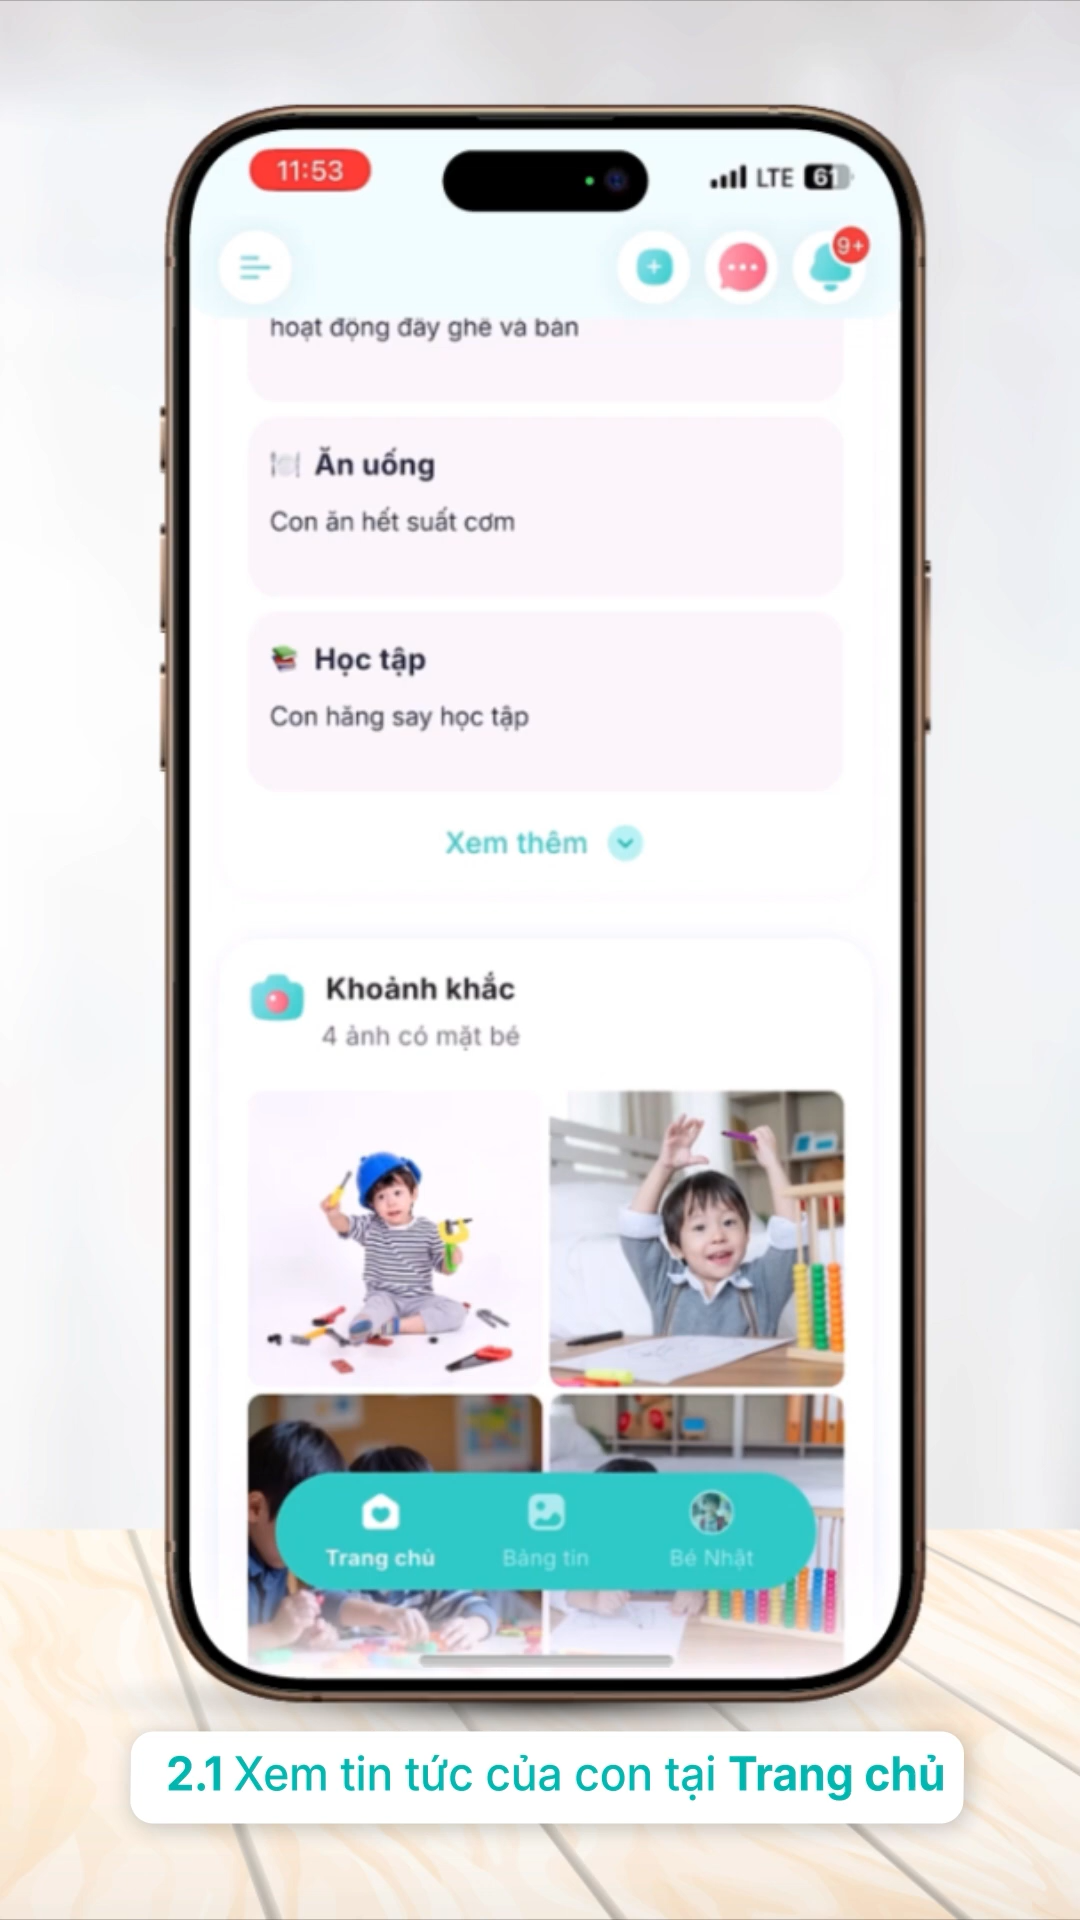 11:53
LTE 61
9+
hoạt động đẩy ghế và bàn
Ăn uống
Con ăn hết suất cơm
Học tập
Con hăng say học tập
Xem thêm
Khoảnh khắc
4 ảnh có mặt bé
Trang chủ
Bảng tin
Bé Nhật
2.1 Xem tin tức của con tại Trang chủ